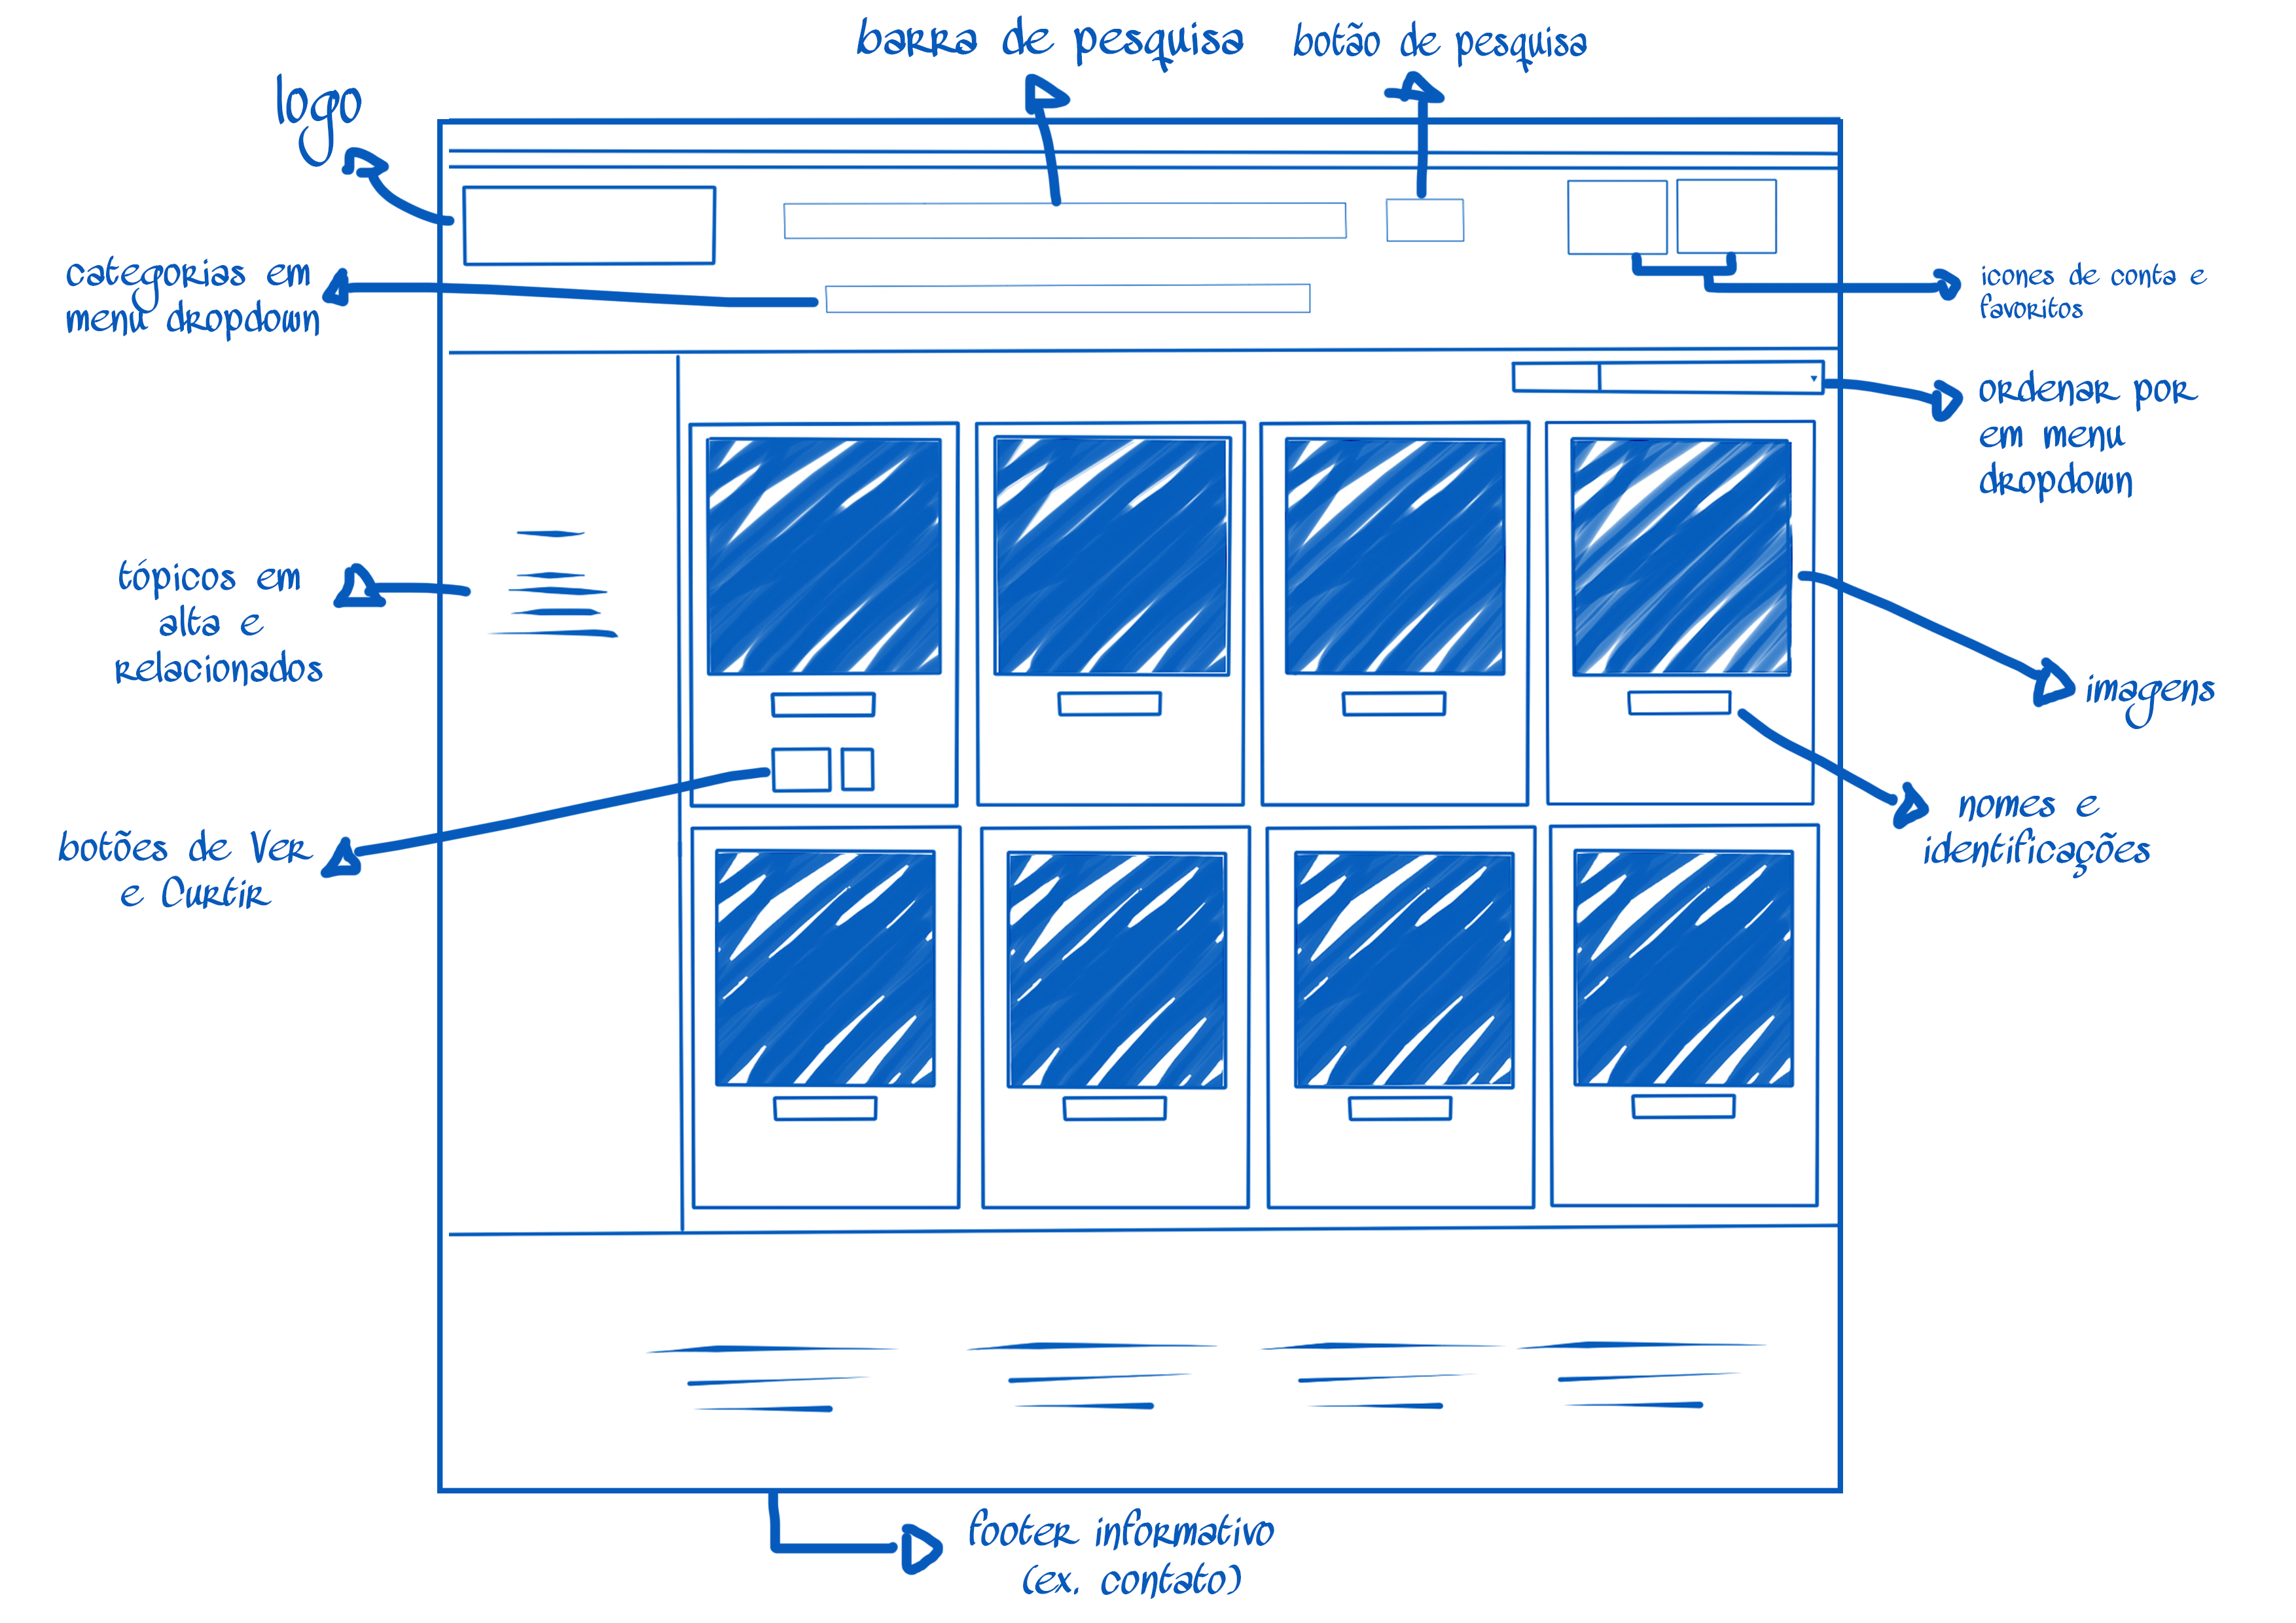 barra de pesquisa
botão de pesquisa
logo
categorias em
menu dropdown
icones de conta e
favoritos
ordenar por
em menu
dropdown
tópicos em
alta e
relacionados
imagens
nomes e
identificações
botões de Ver
e Curtir
footer informativo
(ex. contato)